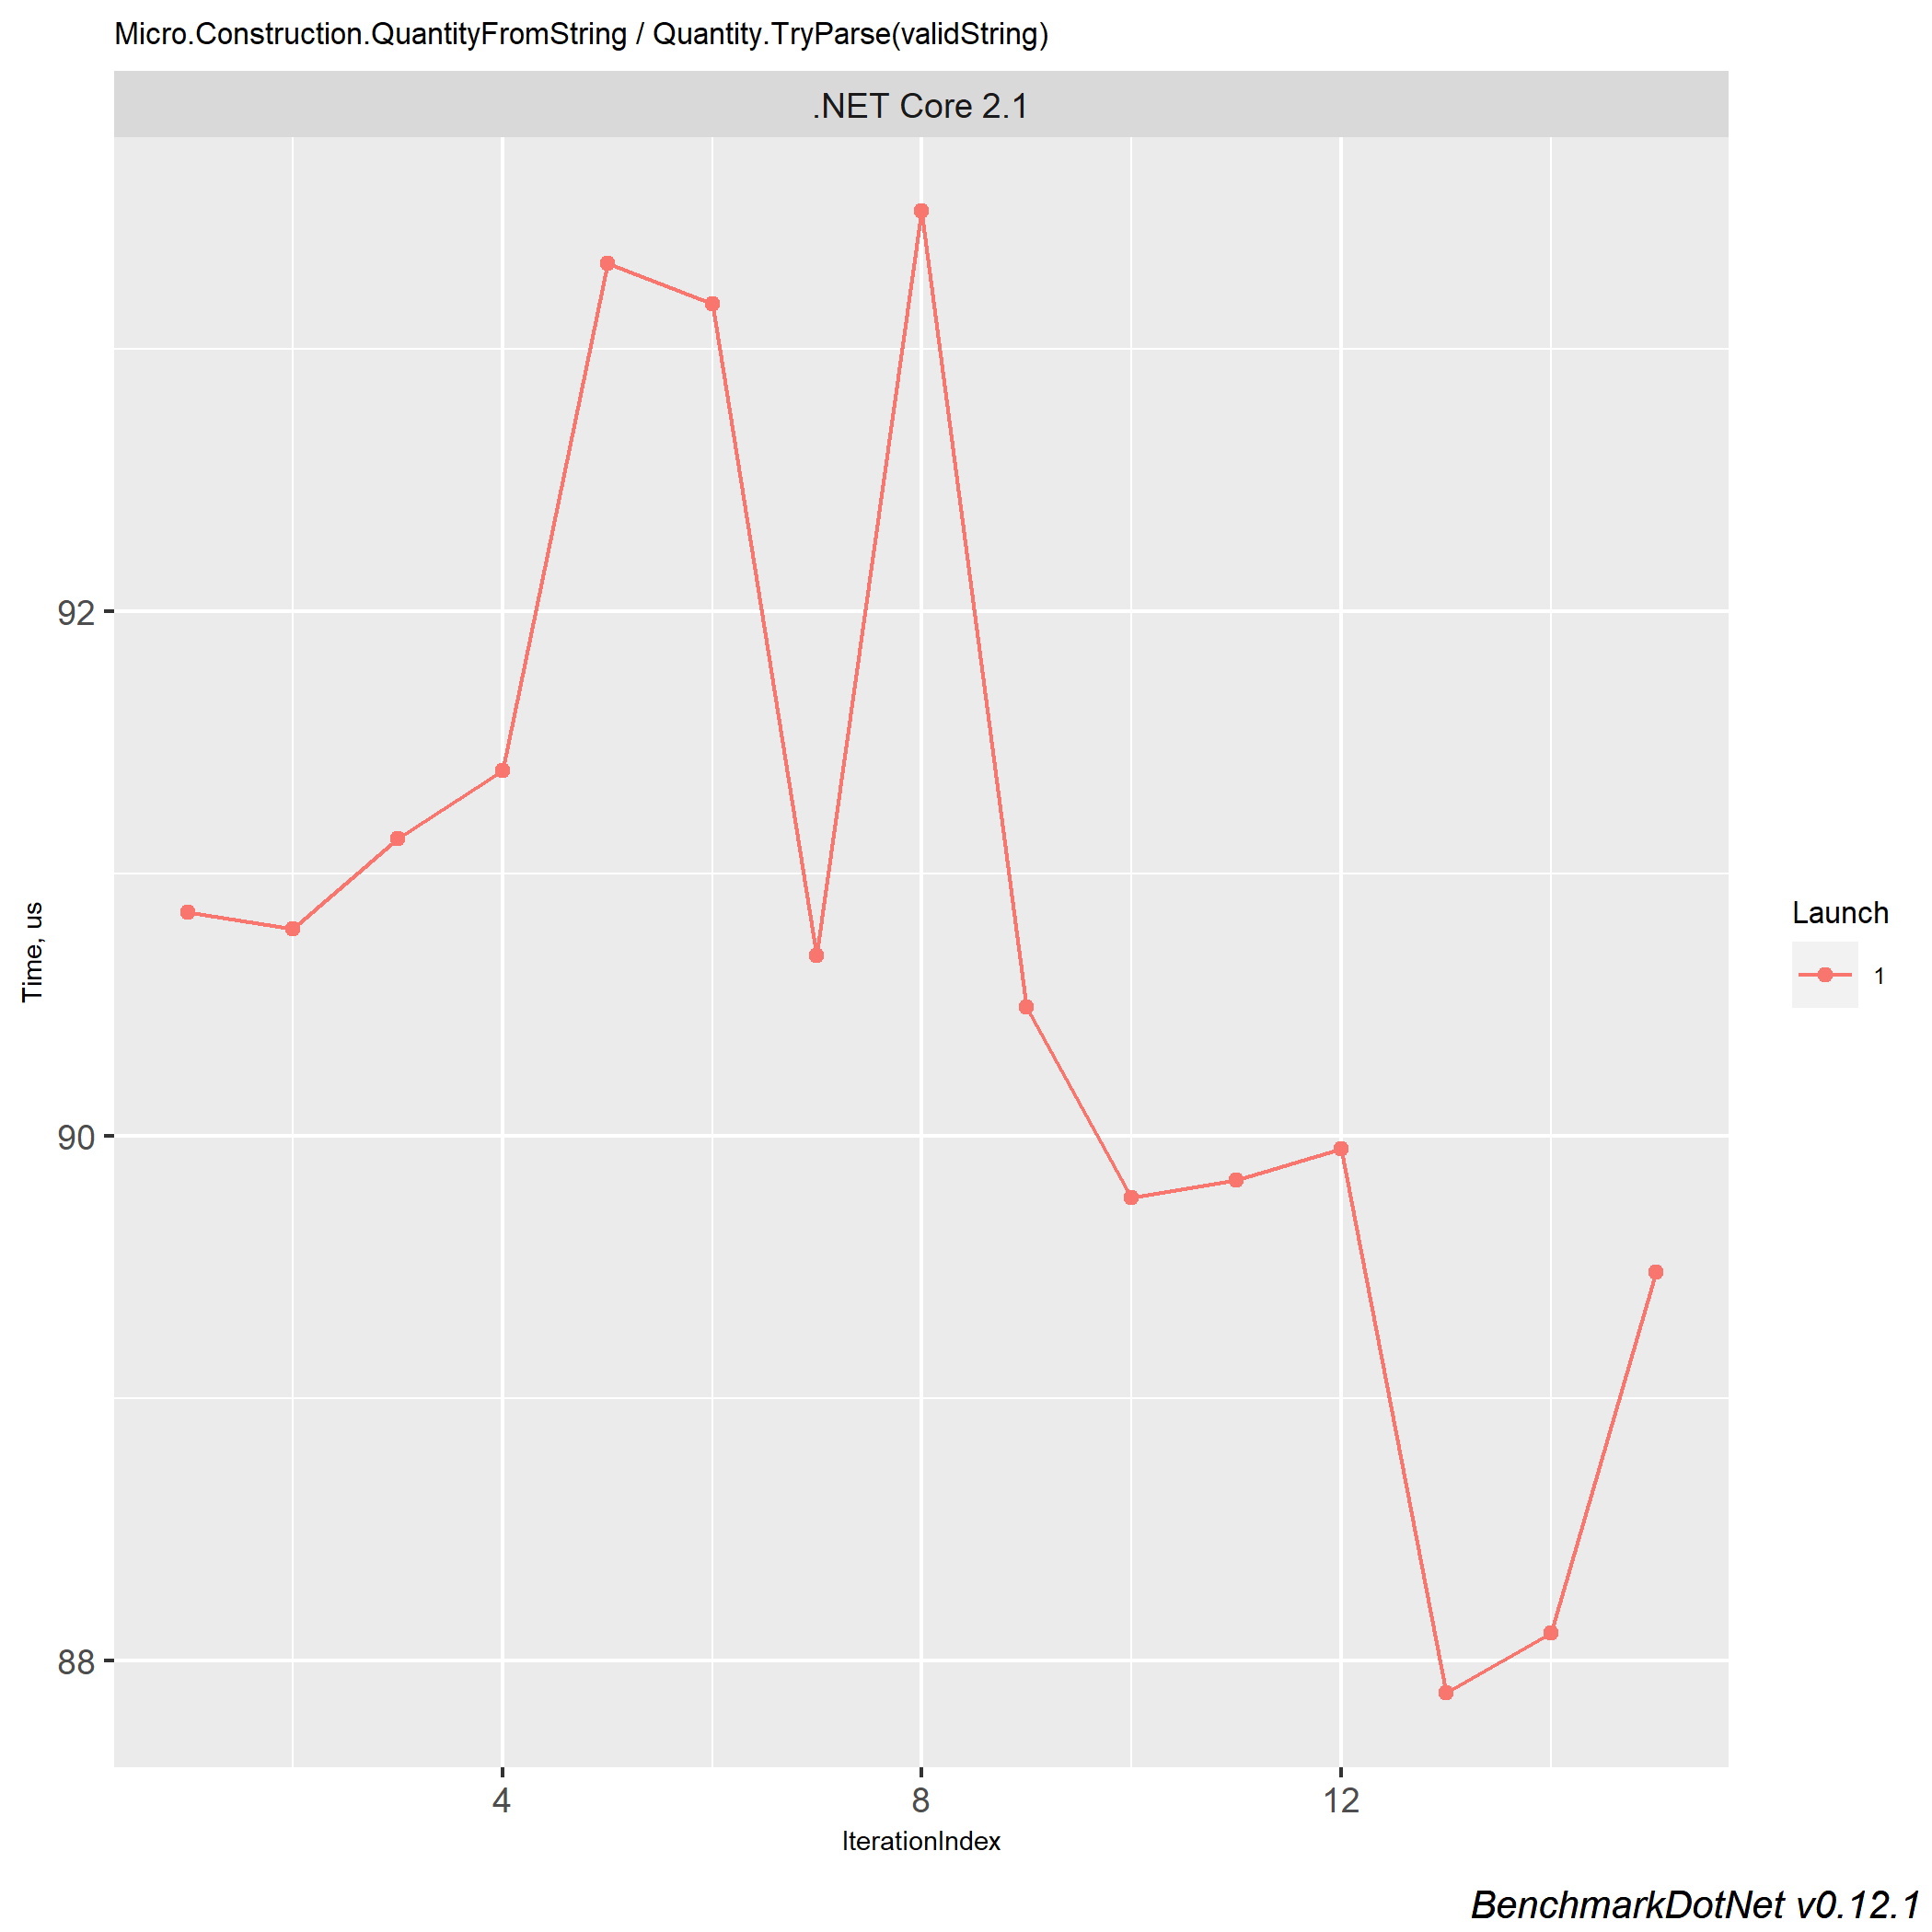 Micro.Construction.QuantityFromString / Quantity.TryParse(validString)
.NET Core 2.1
92
90
88
Time, us
4
8
12
IterationIndex
Launch
1
BenchmarkDotNet v0.12.1